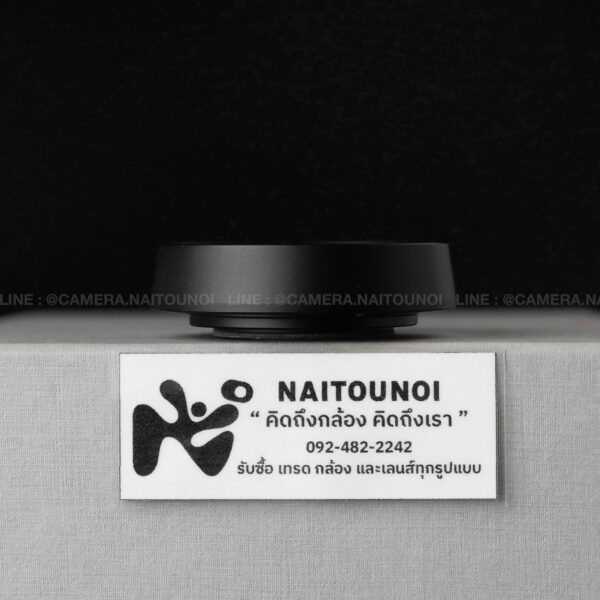 LINE : @CAMERA.NAITOUNOI LINE : @CAMERA.NAITOUNOI LINE : @CAMERA.NAITOUNOI
NAITOUNOI
“ คิดถึงกล้อง คิดถึงเรา ”
092-482-2242
รับซื้อ เทรด กล้อง และเลนส์ทุกรูปแบบ